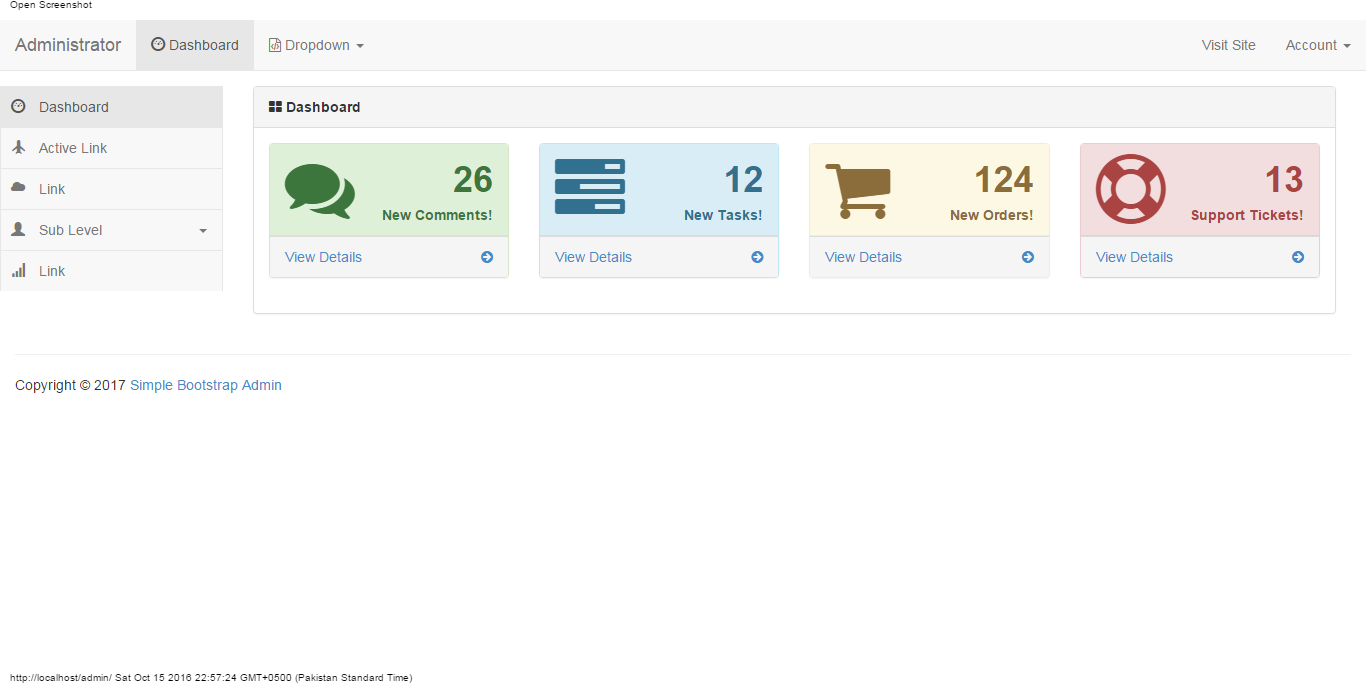 Open Screenshot
Administrator Dashboard Dropdown Visit Site Account
Dashboard
Active Link
Link
Sub Level
Link
Dashboard
26
New Comments!
View Details
12
New Tasks!
View Details
124
New Orders!
View Details
13
Support Tickets!
View Details
Copyright © 2017 Simple Bootstrap Admin
http://localhost/admin/ Sat Oct 15 2016 22:57:24 GMT+0500 (Pakistan Standard Time)